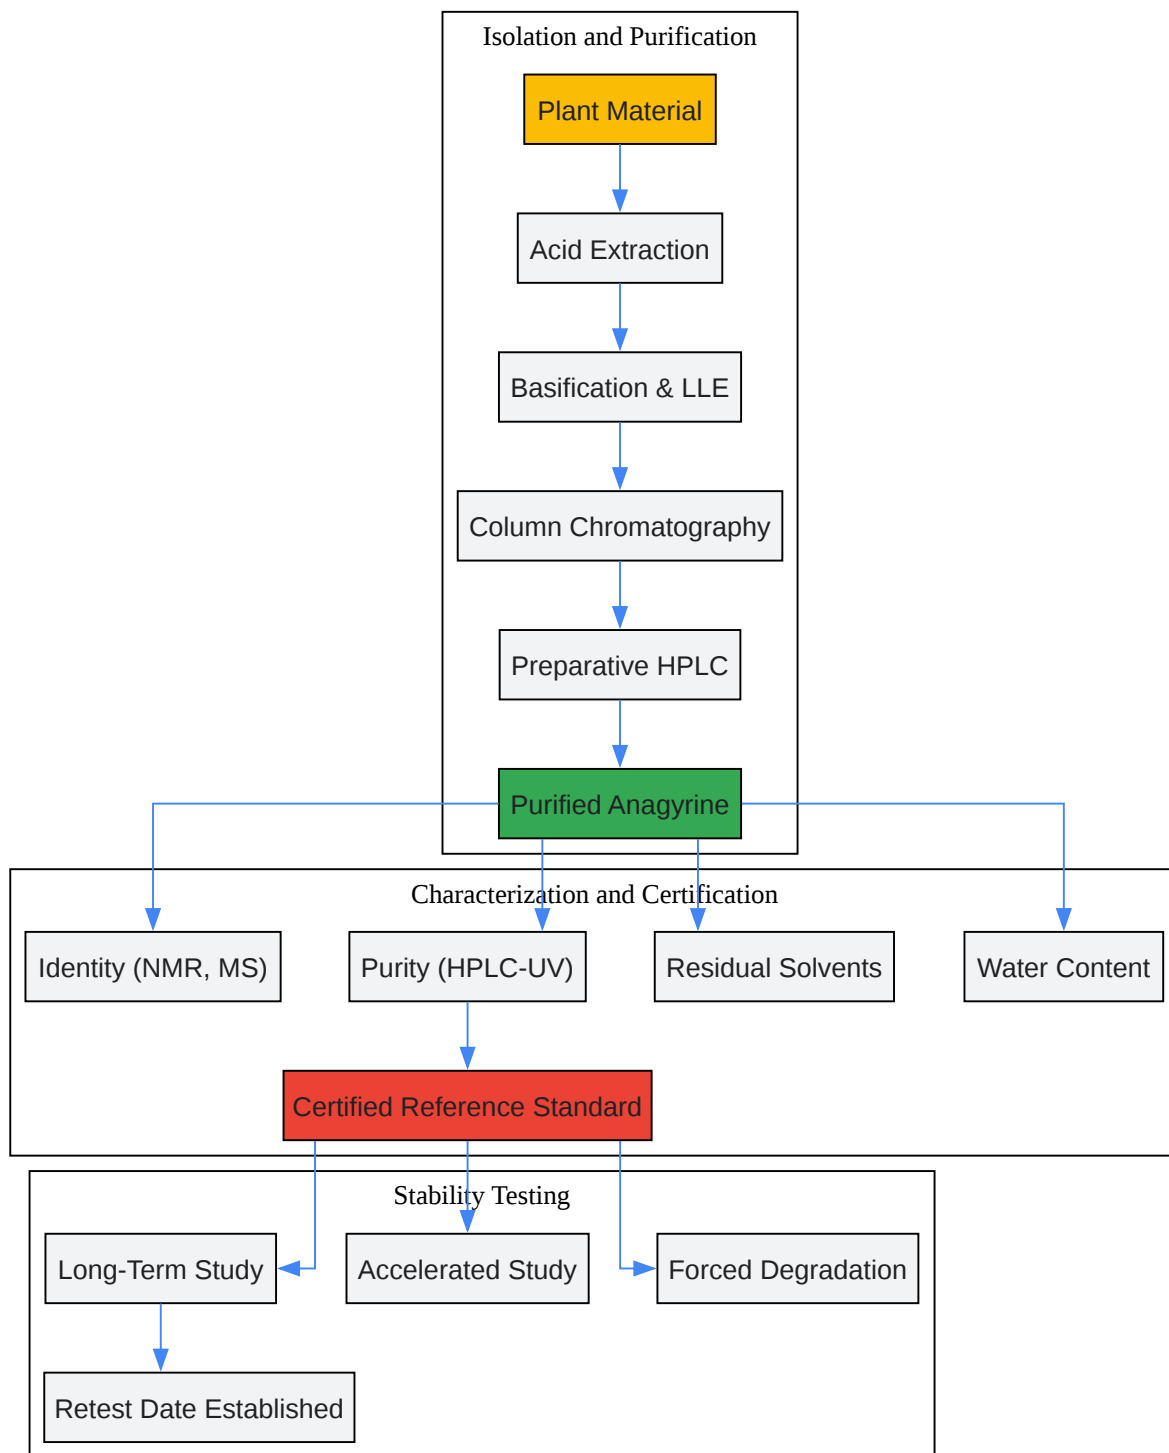 Isolation and Purification
Plant Material
Acid Extraction
Basification & LLE
Column Chromatography
Preparative HPLC
Purified Anagyrine
Characterization and Certification
Identity (NMR, MS)
Purity (HPLC-UV)
Residual Solvents
Water Content
Certified Reference Standard
Stability Testing
Long-Term Study
Accelerated Study
Forced Degradation
Retest Date Established